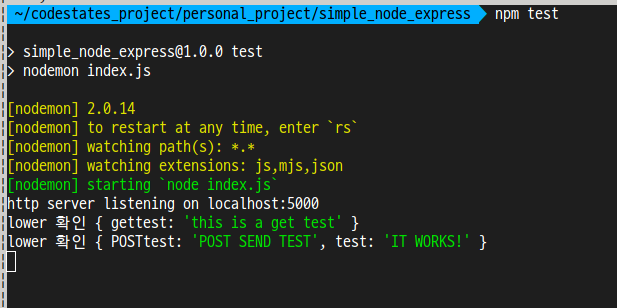 ~/codestates_project/personal_project/simple_node_express npm test
> simple_node_express@1.0.0 test
> nodemon index.js
[nodemon] 2.0.14
[nodemon] to restart at any time, enter `rs`
[nodemon] watching path(s): *.*
[nodemon] watching extensions: js,mjs,json
[nodemon] starting `node index.js`
http server listening on localhost:5000
lower 확인 { gettest: 'this is a get test' }
lower 확인 { POSTtest: 'POST SEND TEST', test: 'IT WORKS!' }